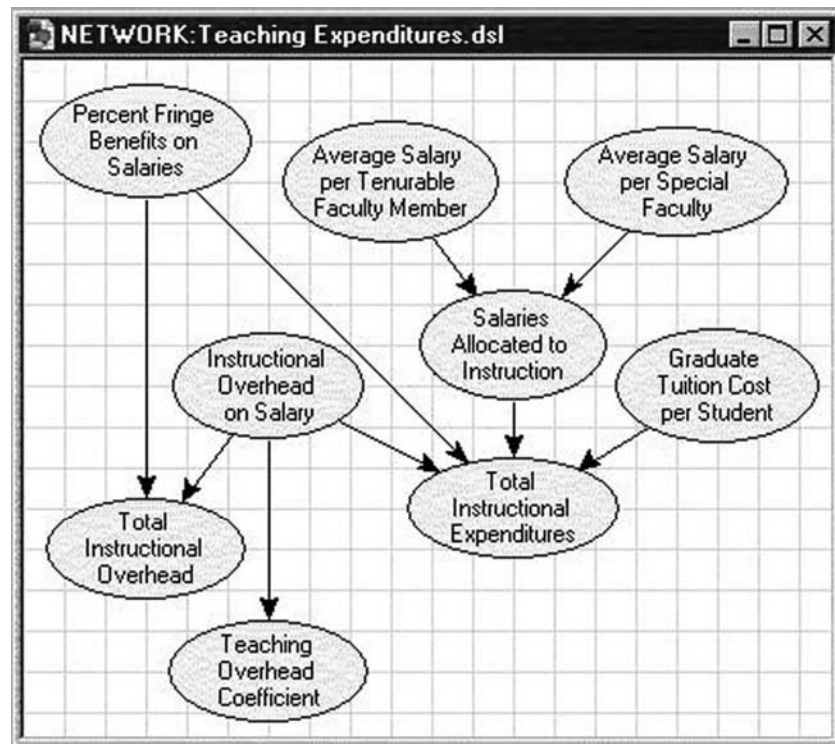 NETWORK:Teaching Expenditures.dsl
Percent Fringe
Benefits on
Salaries
Average Salary
per Tenurable
Faculty Member
Average Salary
per Special
Faculty
Salaries
Allocated to
Instruction
Instructional
Overhead
on Salary
Graduate
Tuition Cost
per Student
Total
Instructional
Expenditures
Total
Instructional
Overhead
Teaching
Overhead
Coefficient